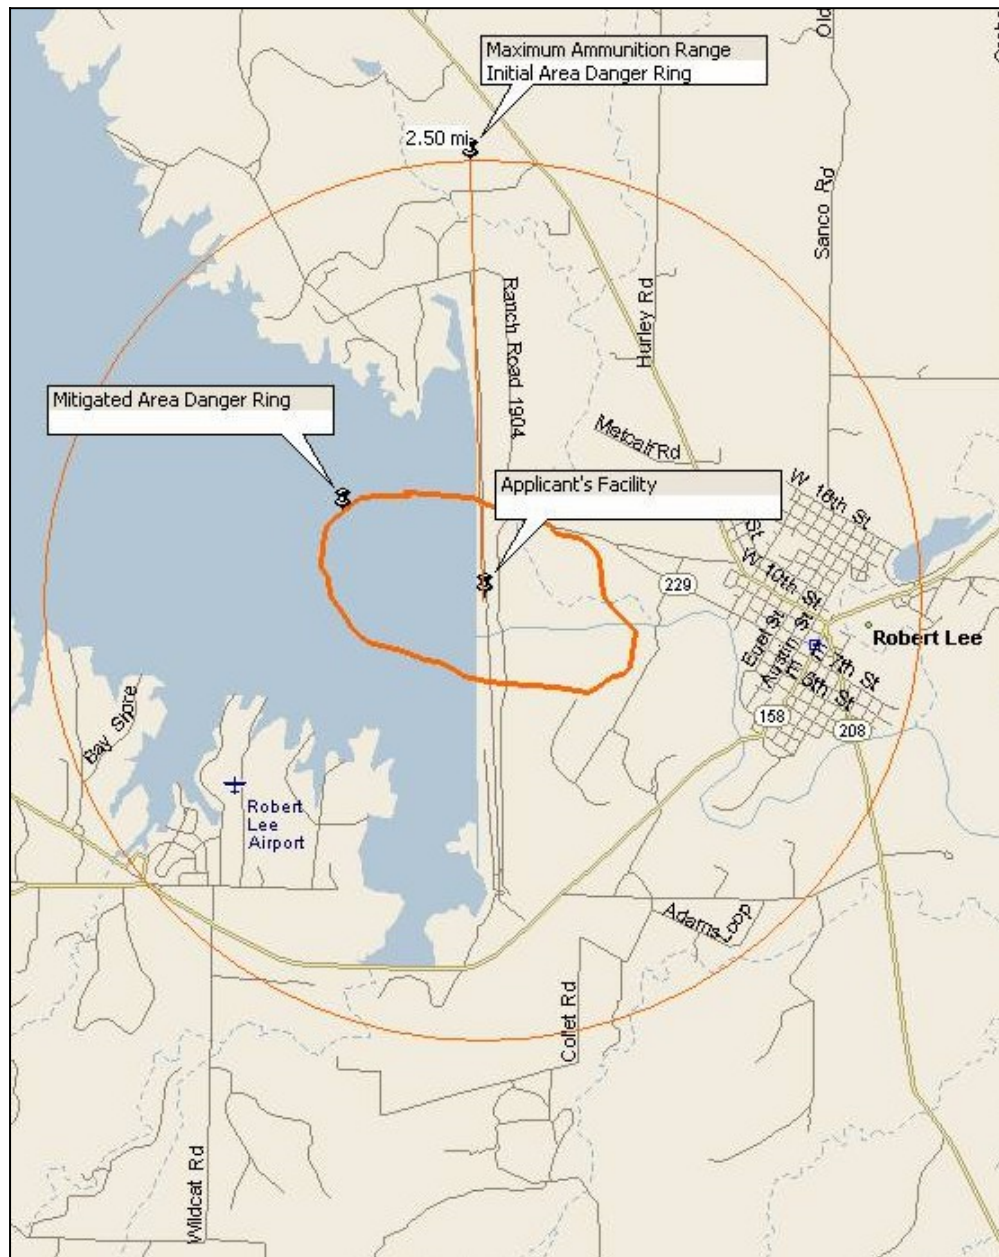 Old
Maximum Ammunition Range
Initial Area Danger Ring
2.50 mi
Sanco Rd
Hurley Rd
Ranch Road 1904
Mitigated Area Danger Ring
Metcalf Rd
Applicant's Facility
W 18th St
St
W 10th St
229
Robert Lee
Austin St
E 7th St
E 5th St
158
208
Bay Shore
Robert
Lee
Airport
Adams Loop
Collet Rd
Wildcat Rd